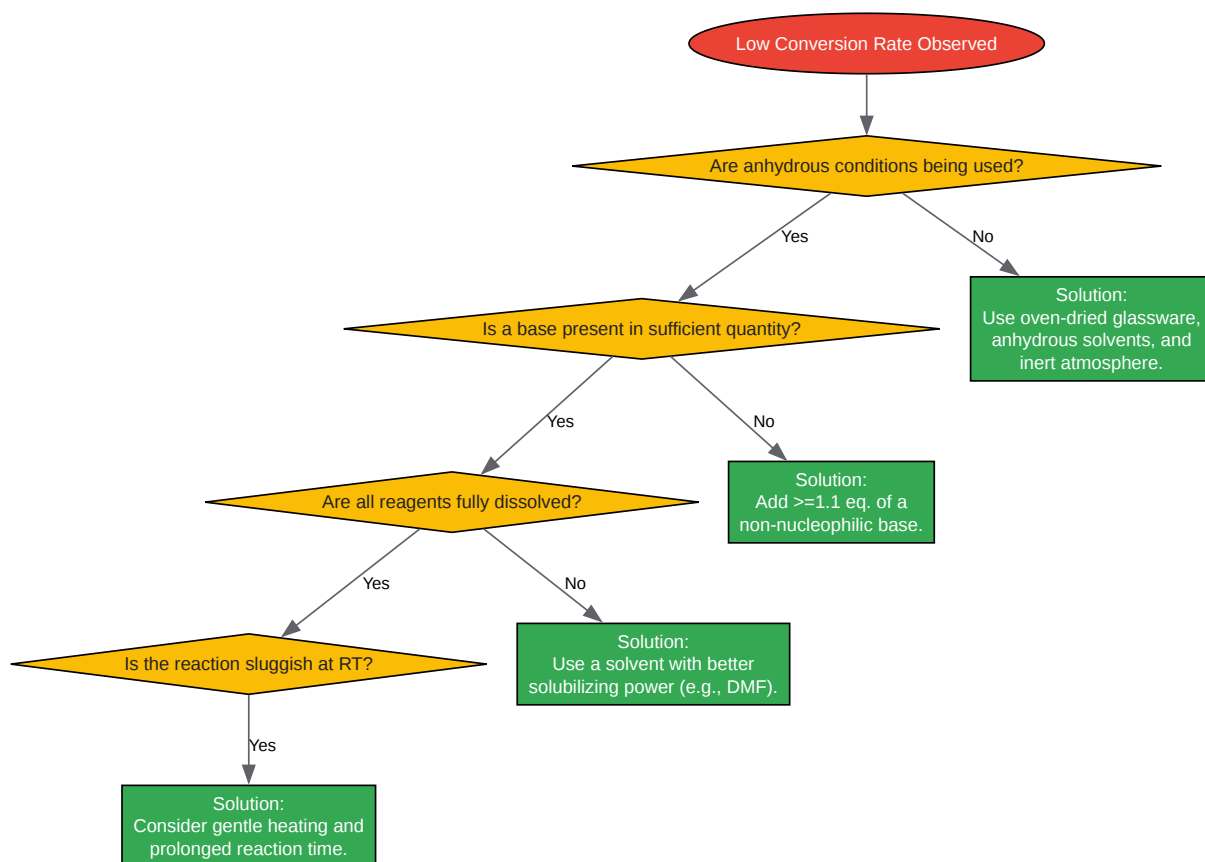 Low Conversion Rate Observed
Are anhydrous conditions being used?
Yes
No
Solution:
Use oven-dried glassware,
anhydrous solvents, and
inert atmosphere.
Is a base present in sufficient quantity?
Yes
No
Solution:
Add >=1.1 eq. of a
non-nucleophilic base.
Are all reagents fully dissolved?
Yes
No
Solution:
Use a solvent with better
solubilizing power (e.g., DMF).
Is the reaction sluggish at RT?
Yes
Solution:
Consider gentle heating and
prolonged reaction time.